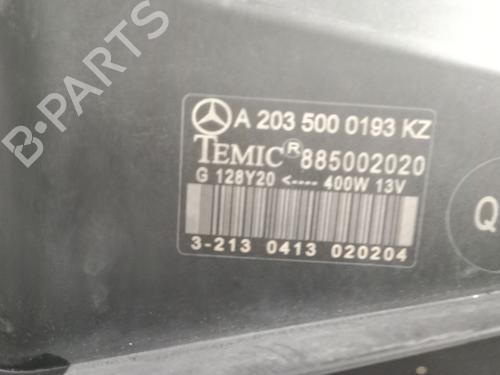 A 203 500 0193 KZ
TEMIC® 885002020
G 128Y20 <---- 400W 13V
3-213 0413 020204
Q
B-PARTS